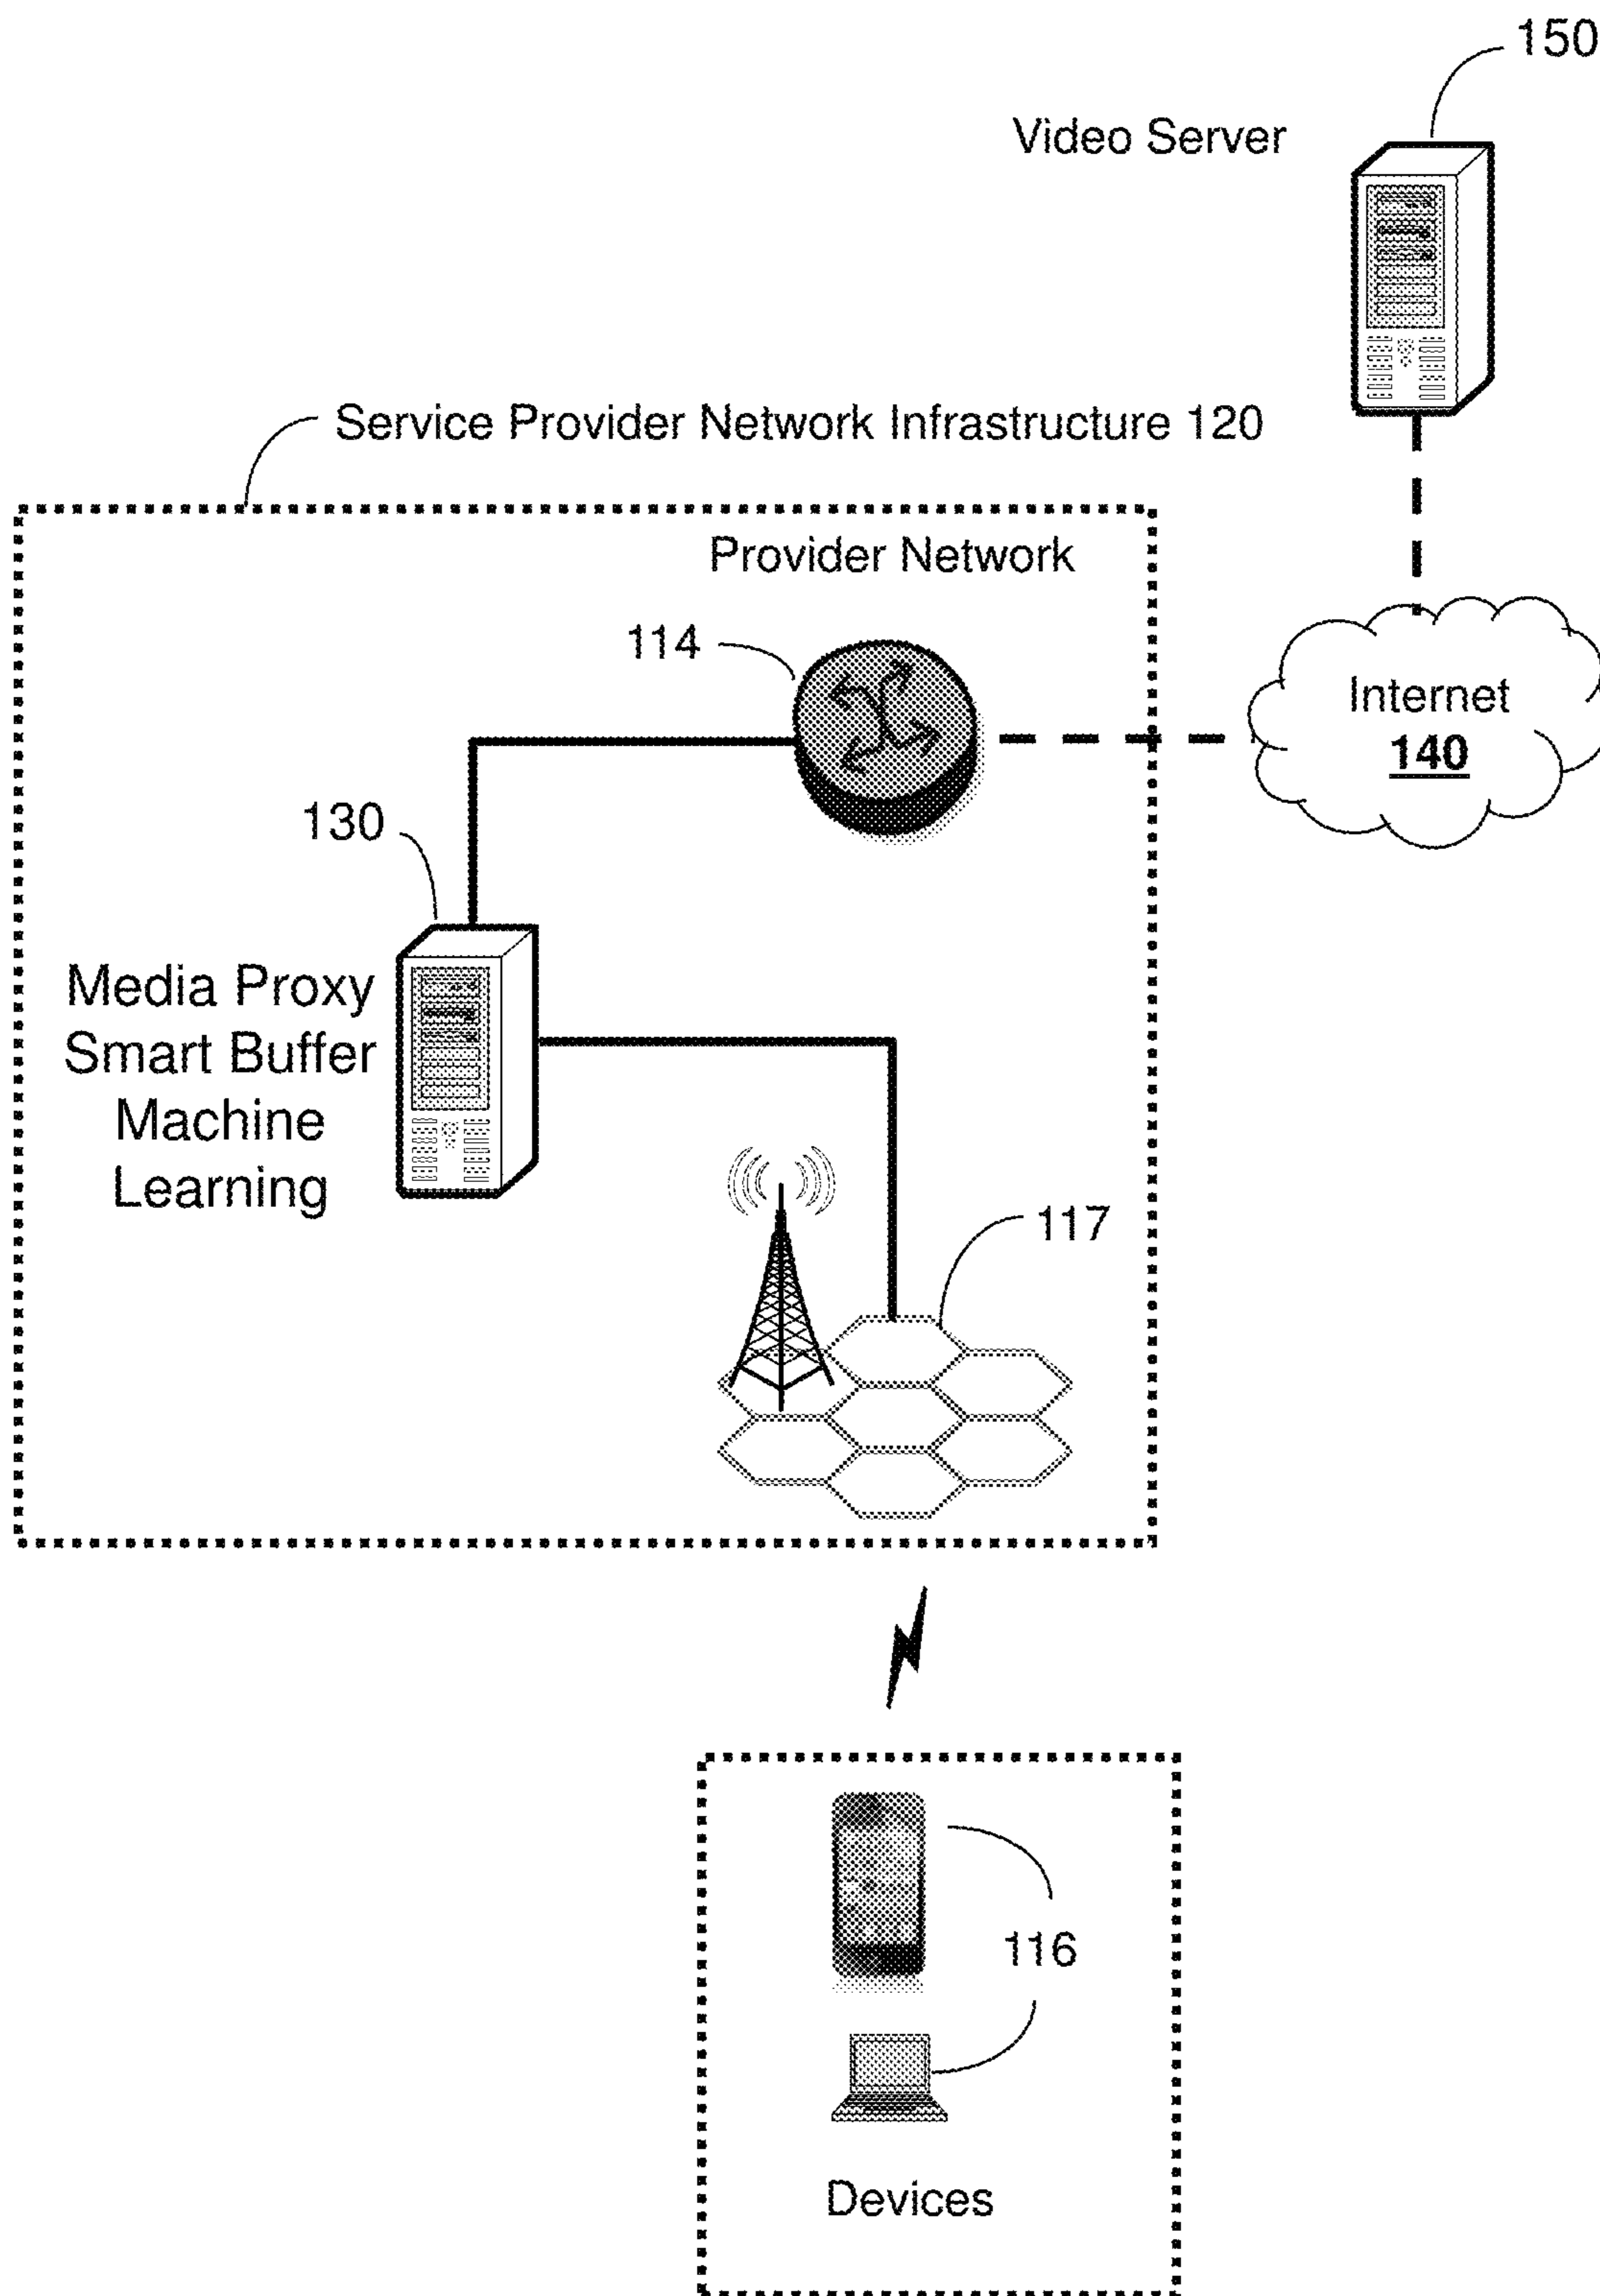 150
Video Server
Service Provider Network Infrastructure 120
Provider Network
114
Internet
140
130
Media Proxy
Smart Buffer
Machine
Learning
117
116
Devices